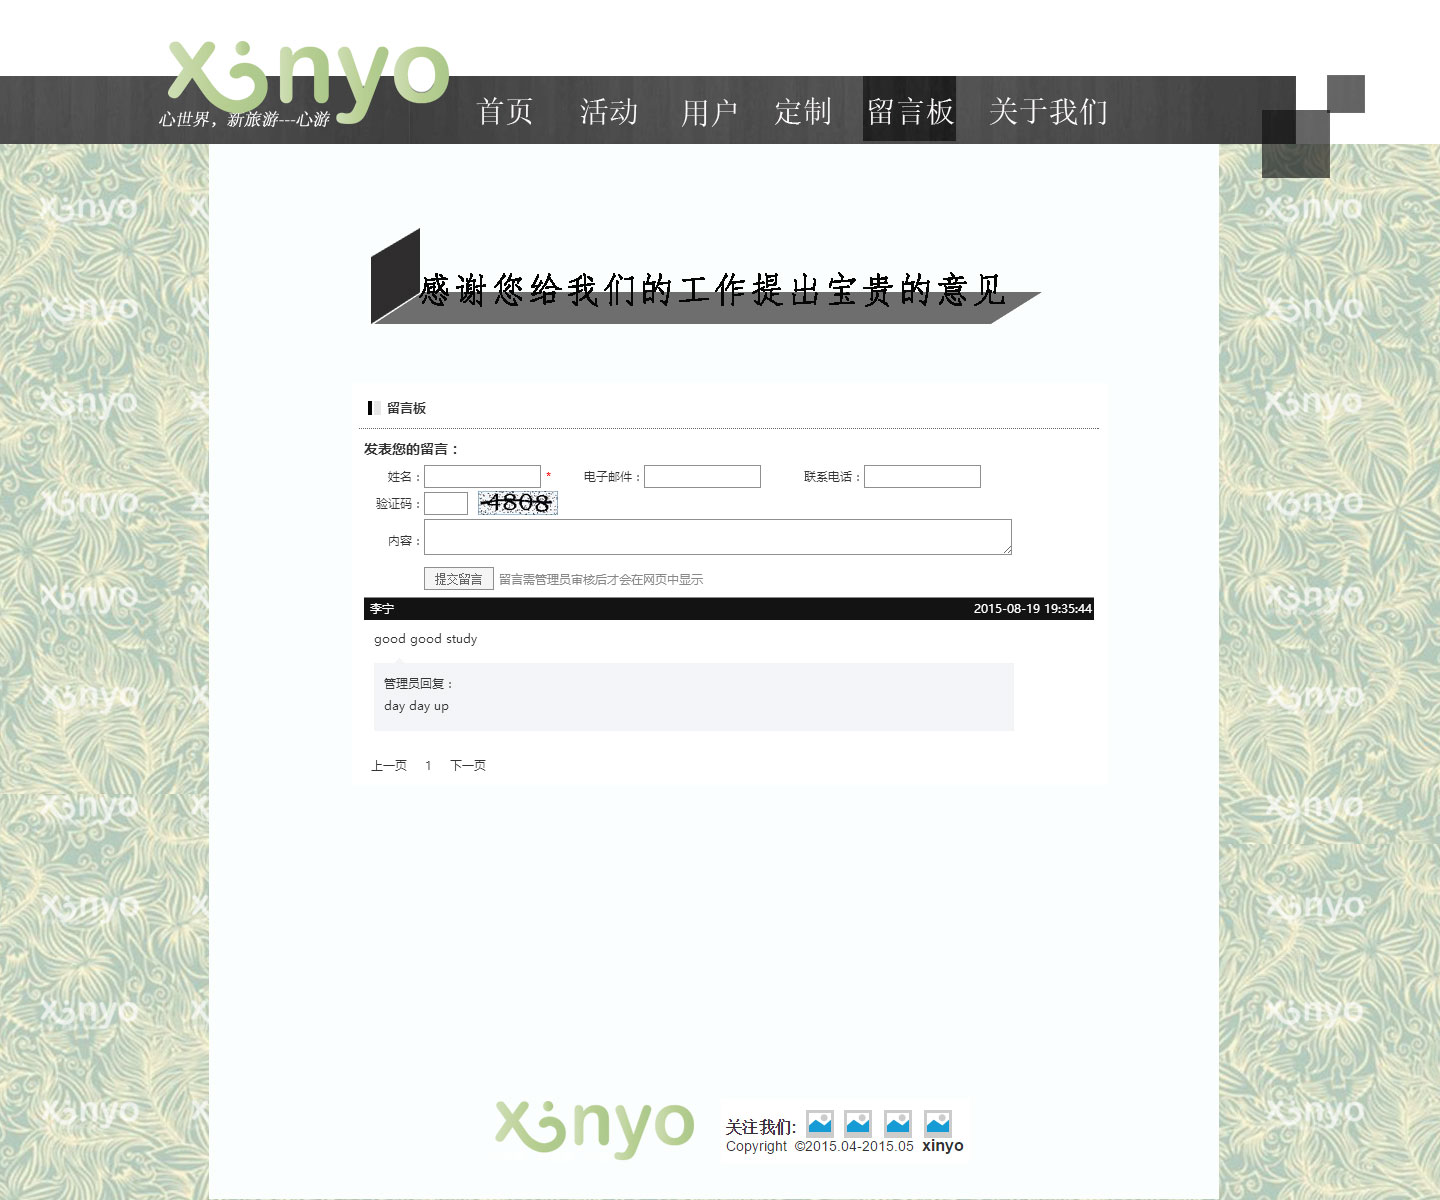 xinyo
心世界，新旅游---心游
首页 活动 用户 定制 留言板 关于我们
感谢您给我们的工作提出宝贵的意见
留言板
发表您的留言：
姓名： * 电子邮件： 联系电话：
验证码： 4808
内容：
提交留言 留言需管理员审核后才会在网页中显示
李宁 2015-08-19 19:35:44
good good study
管理员回复：
day day up
上一页 1 下一页
xinyo
关注我们:
Copyright ©2015.04-2015.05 xinyo